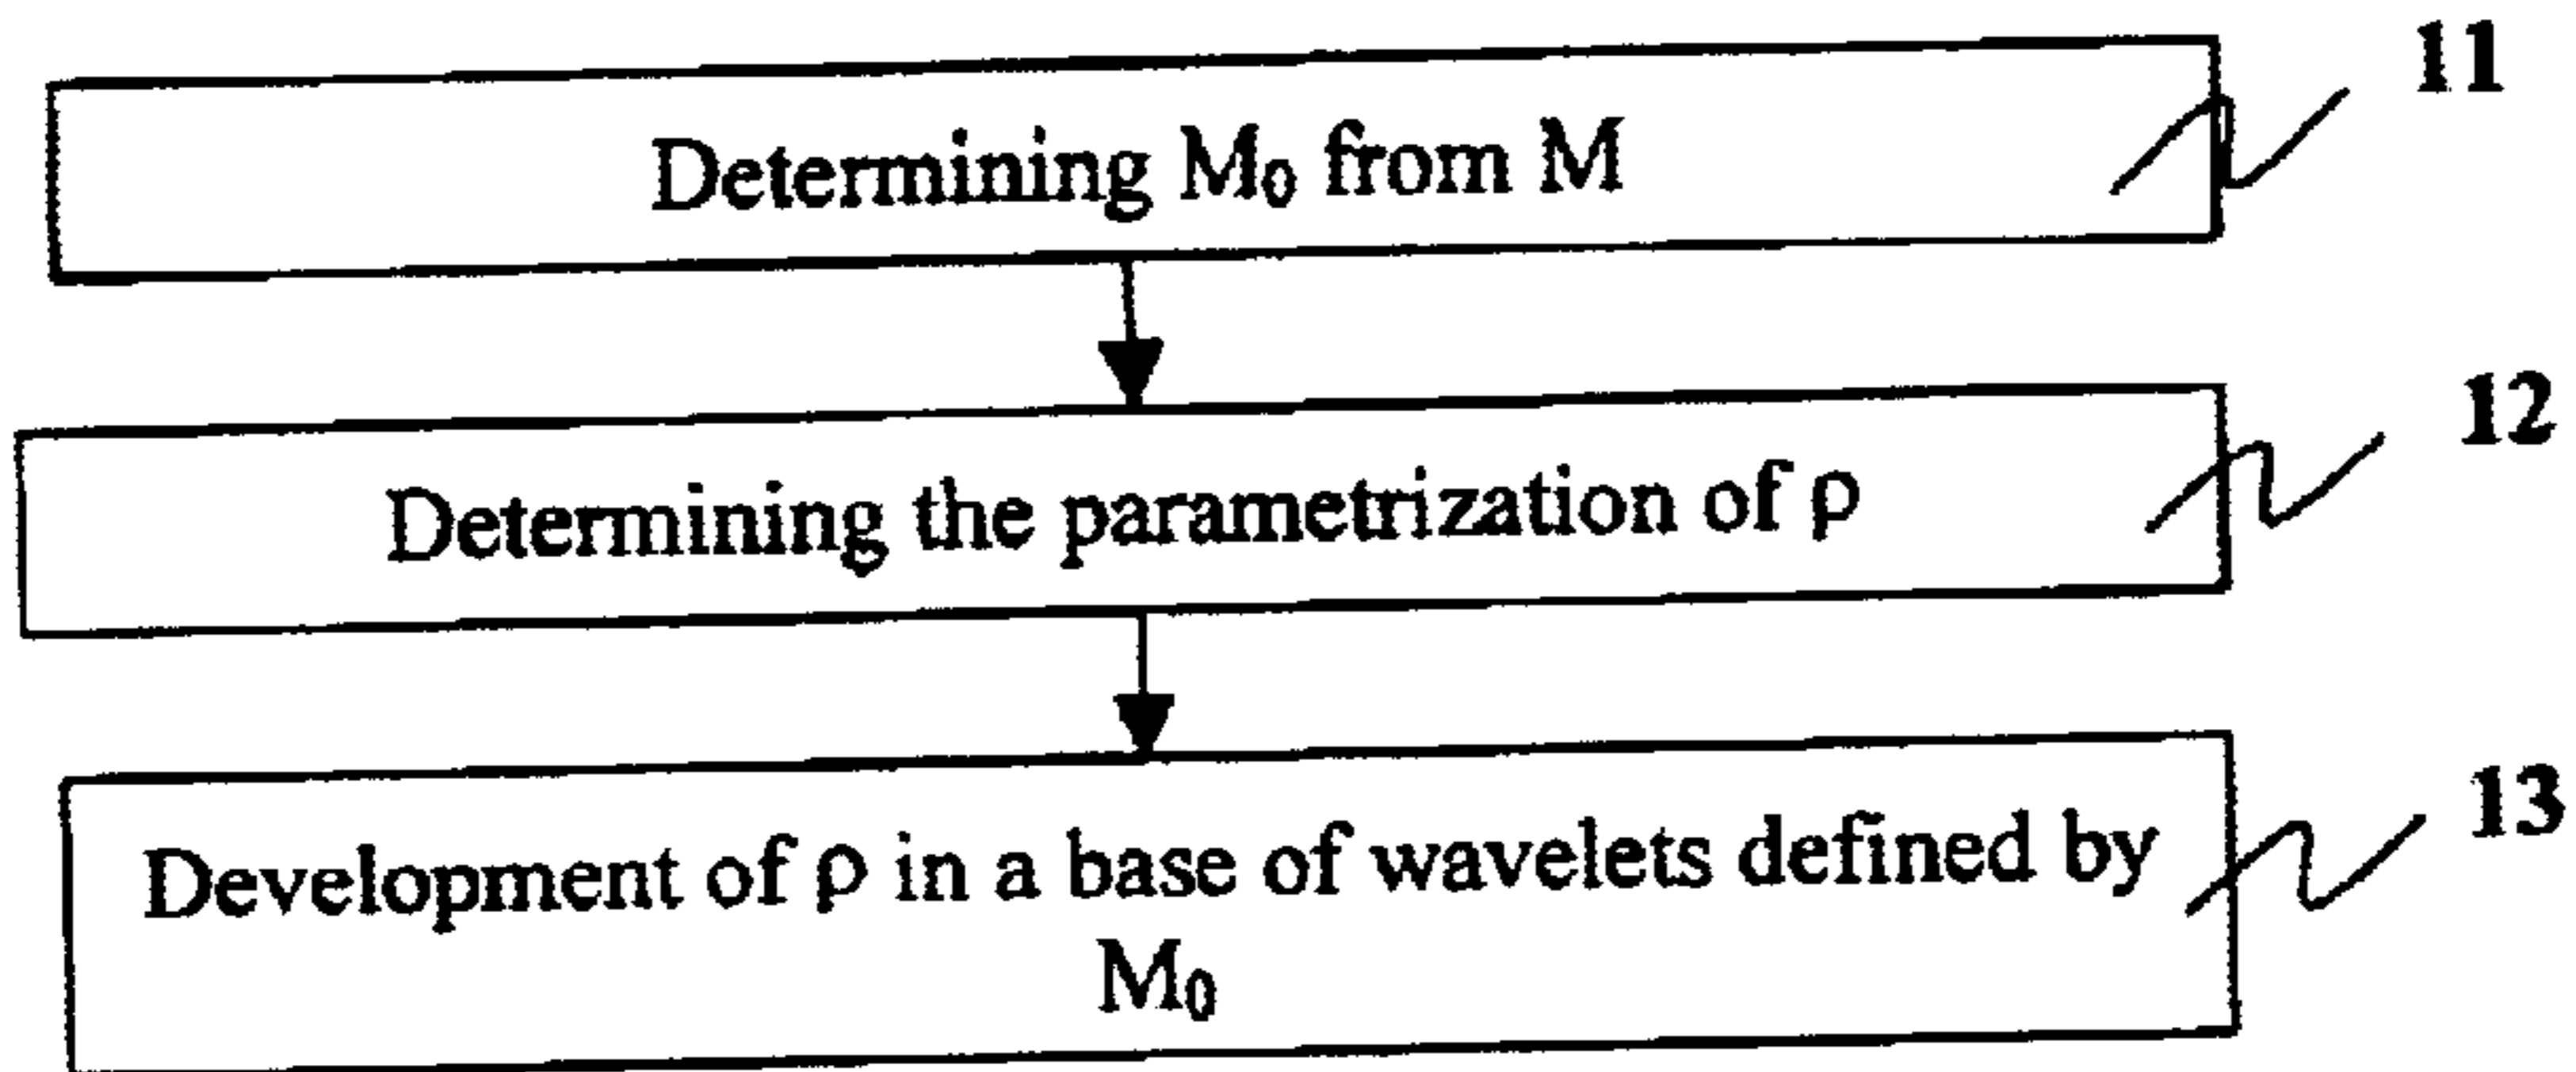 11
Determining M₀ from M
12
Determining the parametrization of ρ
13
Development of ρ in a base of wavelets defined by
M₀